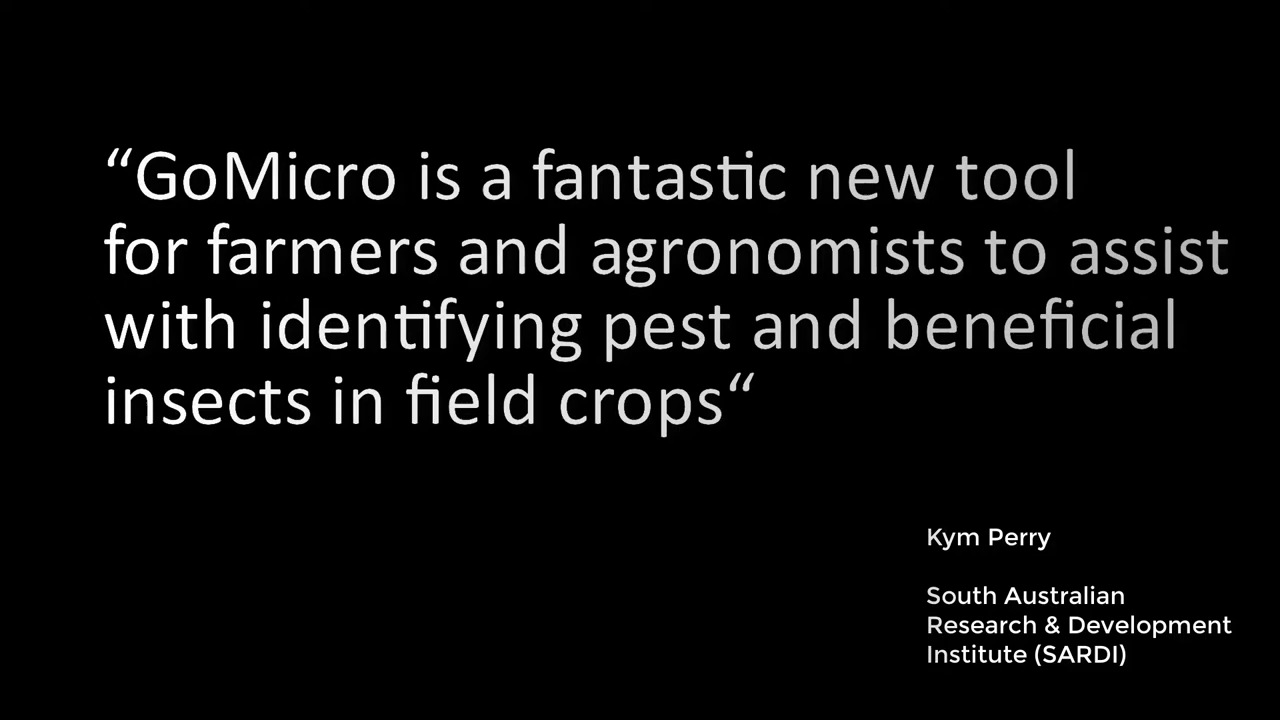 “GoMicro is a fantastic new tool
for farmers and agronomists to assist
with identifying pest and beneficial
insects in field crops“
Kym Perry
South Australian
Research & Development
Institute (SARDI)